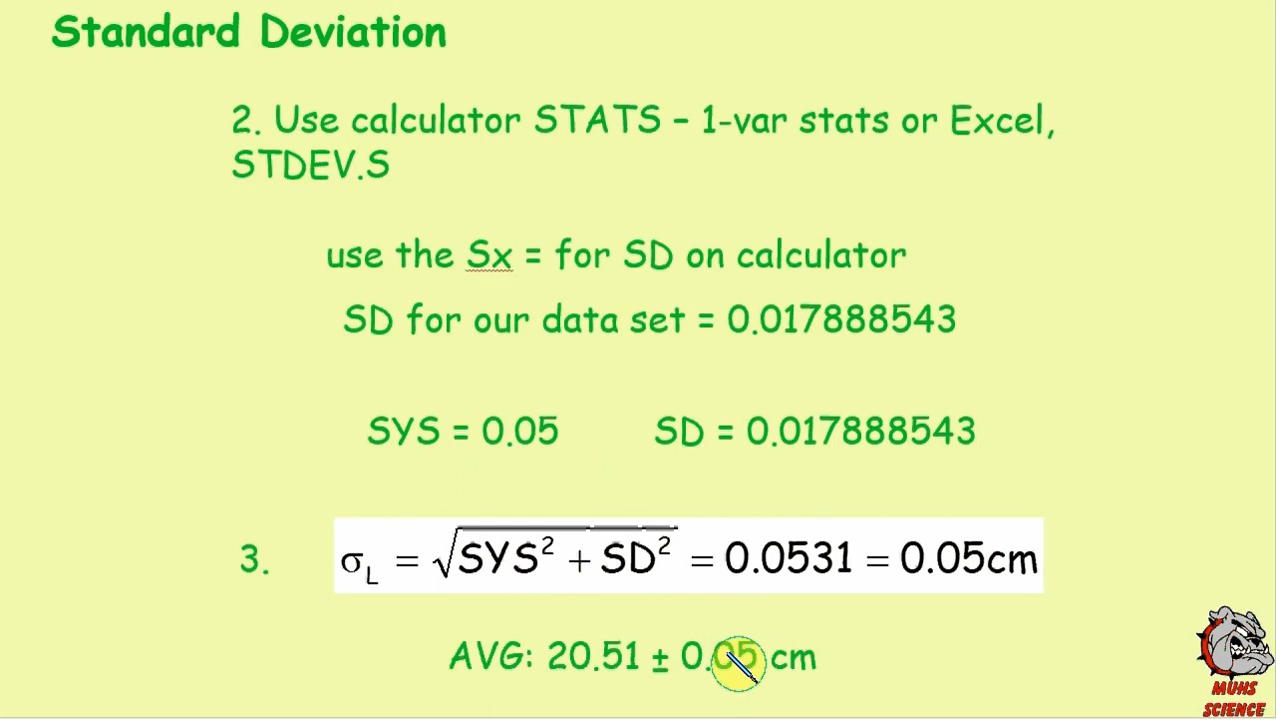 Standard Deviation
2. Use calculator STATS – 1-var stats or Excel,
STDEV.S
use the Sx = for SD on calculator
SD for our data set = 0.017888543
SYS = 0.05 SD = 0.017888543
3. σL = √SYS² + SD² = 0.0531 = 0.05cm
AVG: 20.51 ± 0.05 cm
MUHS
SCIENCE